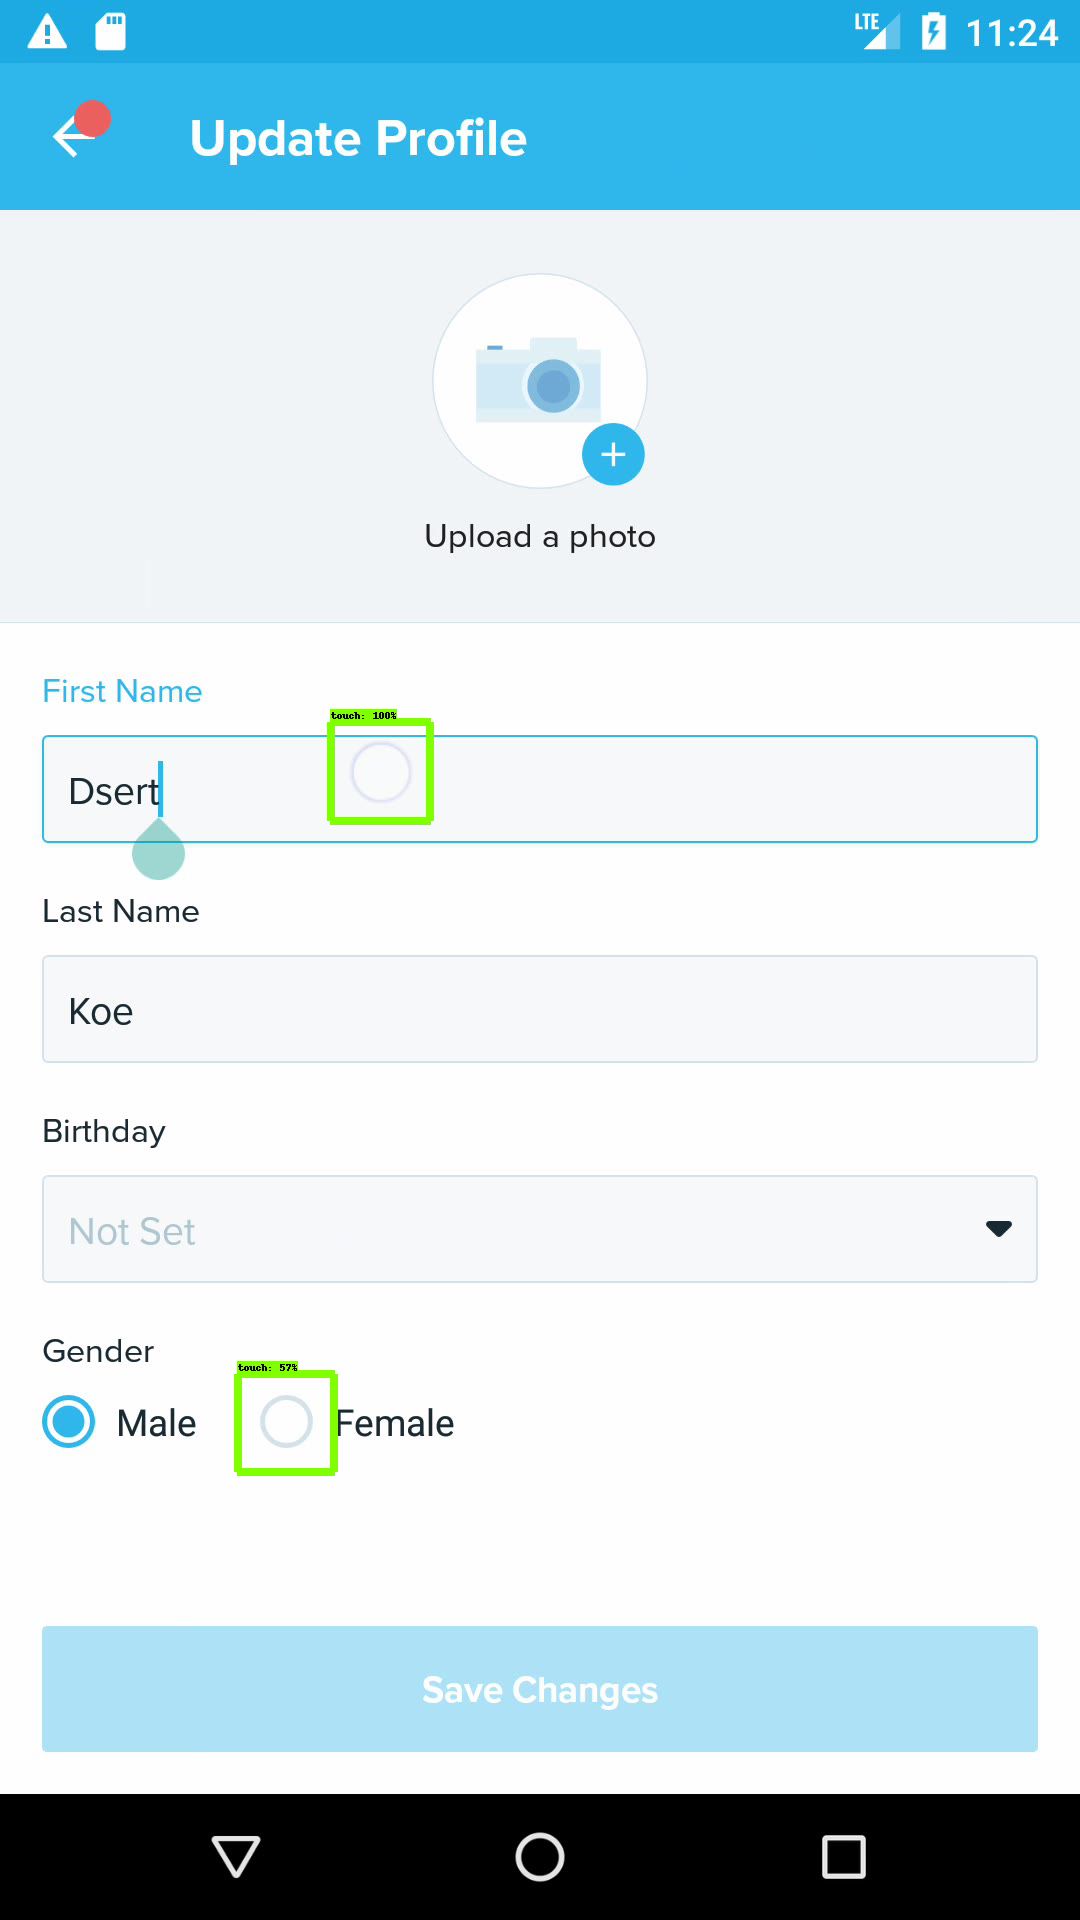 LTE 11:24
Update Profile
Upload a photo
First Name
touch: 100%
Dsert
Last Name
Koe
Birthday
Not Set
Gender
touch: 57%
Male Female
Save Changes